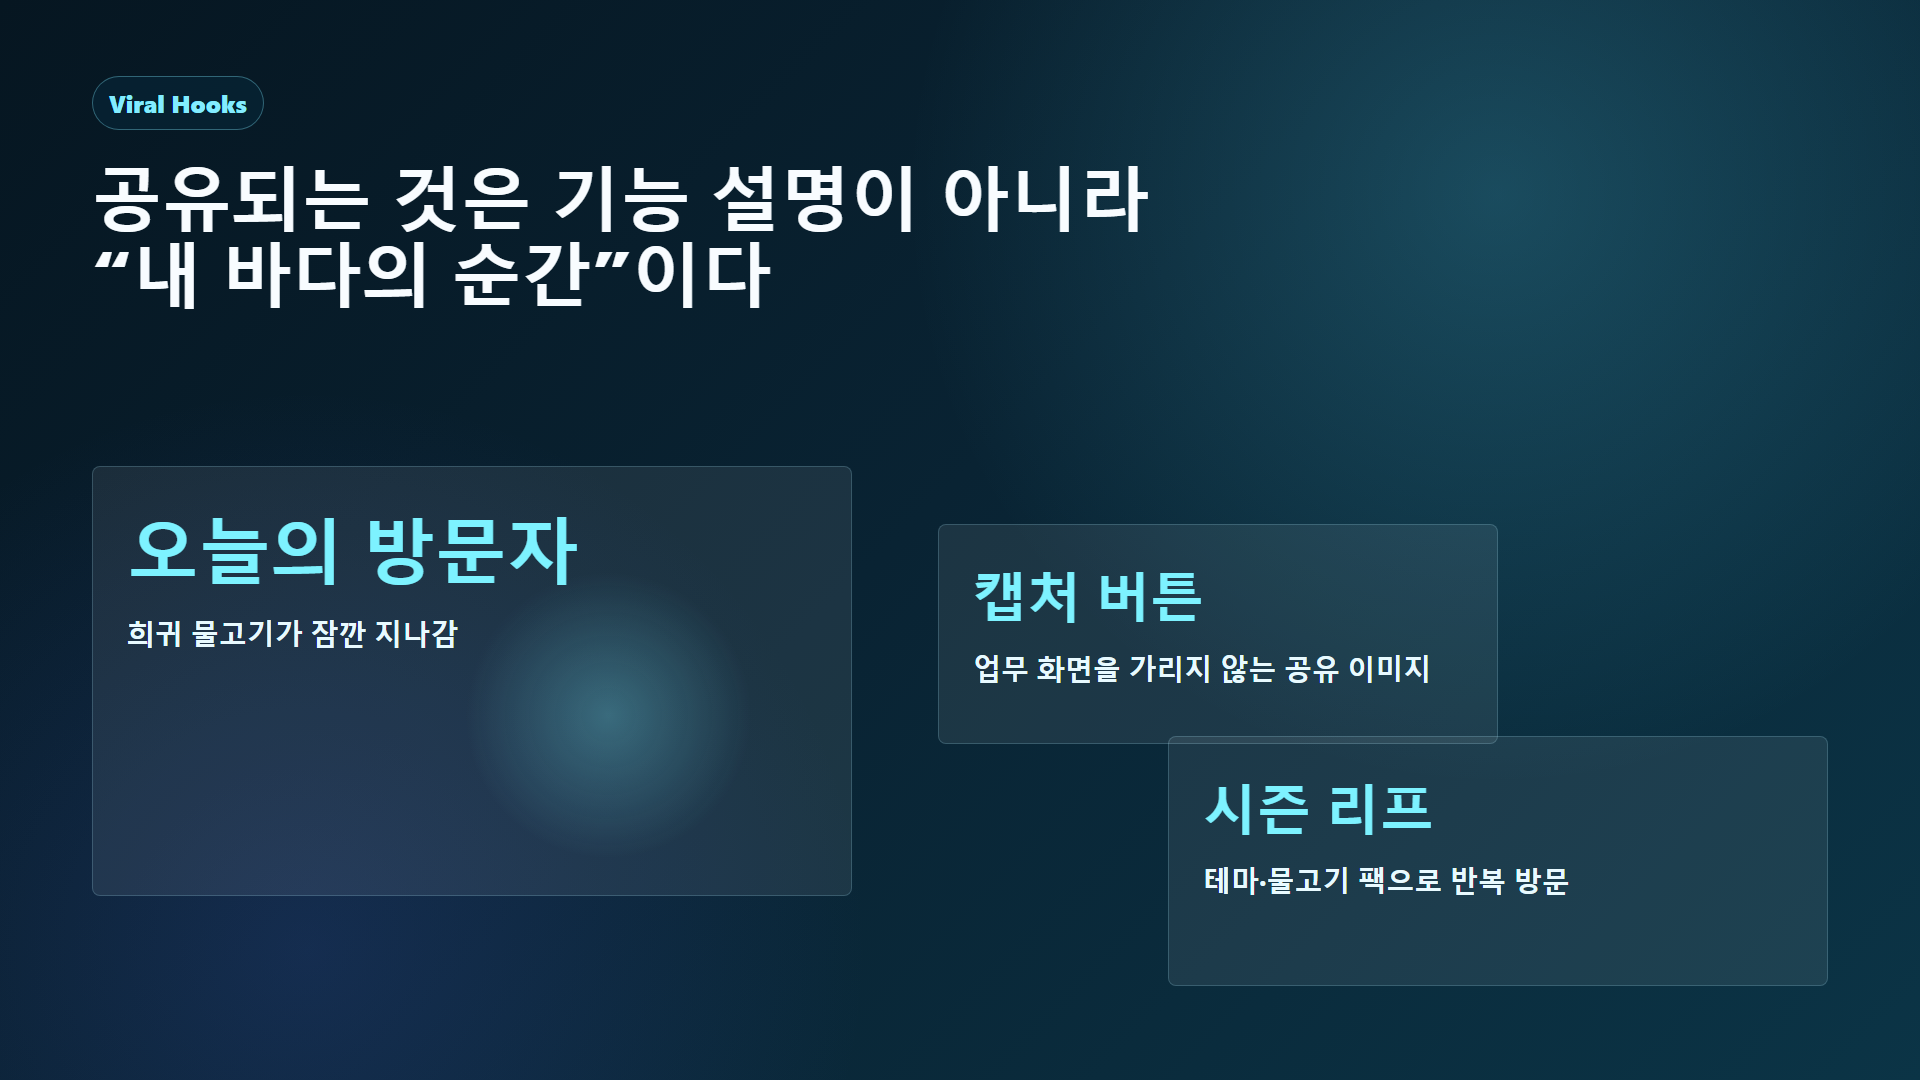 Viral Hooks
공유되는 것은 기능 설명이 아니라
“내 바다의 순간”이다
오늘의 방문자
희귀 물고기가 잠깐 지나감
캡처 버튼
업무 화면을 가리지 않는 공유 이미지
시즌 리프
테마·물고기 팩으로 반복 방문